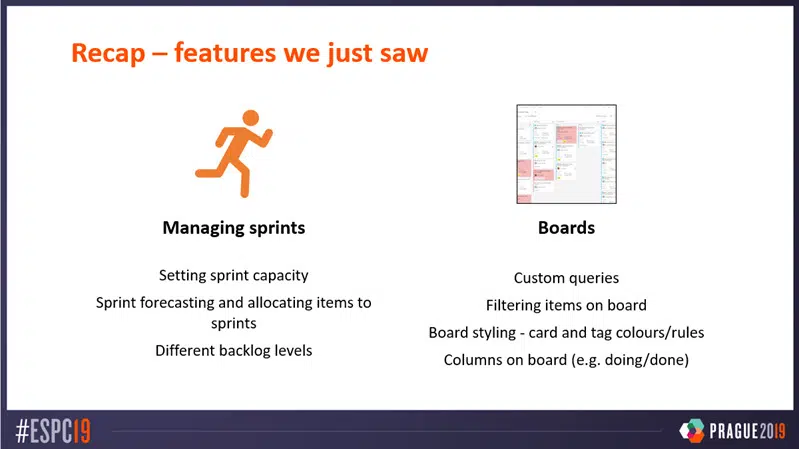 Recap – features we just saw
Managing sprints
Setting sprint capacity
Sprint forecasting and allocating items to
sprints
Different backlog levels
Boards
Custom queries
Filtering items on board
Board styling - card and tag colours/rules
Columns on board (e.g. doing/done)
#ESPC19
PRAGUE2019